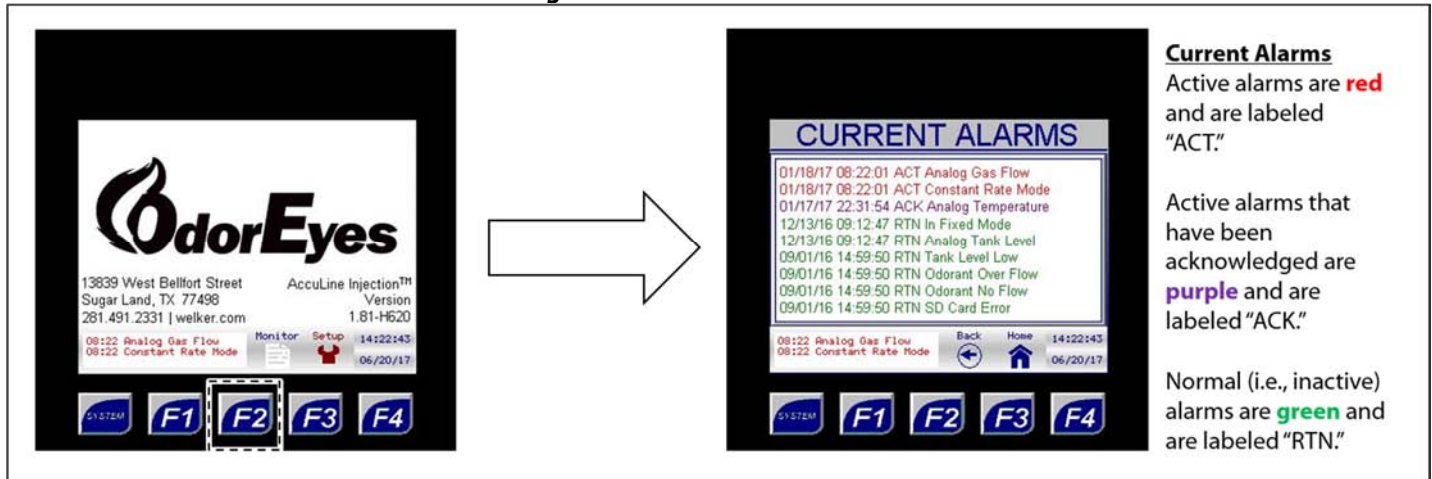 OdorEyes
13839 West Bellfort Street
Sugar Land, TX 77498
281.491.2331 | welker.com
AccuLine Injection™
Version
1.81-H620
08:22 Analog Gas Flow
08:22 Constant Rate Mode
Monitor
Setup
14:22:43
06/20/17
SYSTEM
F1
F2
F3
F4
CURRENT ALARMS
01/18/17 08:22:01 ACT Analog Gas Flow
01/18/17 08:22:01 ACT Constant Rate Mode
01/17/17 22:31:54 ACK Analog Temperature
12/13/16 09:12:47 RTN In Fixed Mode
12/13/16 09:12:47 RTN Analog Tank Level
09/01/16 14:59:50 RTN Tank Level Low
09/01/16 14:59:50 RTN Odorant Over Flow
09/01/16 14:59:50 RTN Odorant No Flow
09/01/16 14:59:50 RTN SD Card Error
08:22 Analog Gas Flow
08:22 Constant Rate Mode
Back
Home
14:22:43
06/20/17
SYSTEM
F1
F2
F3
F4
Current Alarms
Active alarms are red
and are labeled
“ACT.”
Active alarms that
have been
acknowledged are
purple and are
labeled “ACK.”
Normal (i.e., inactive)
alarms are green and
are labeled “RTN.”